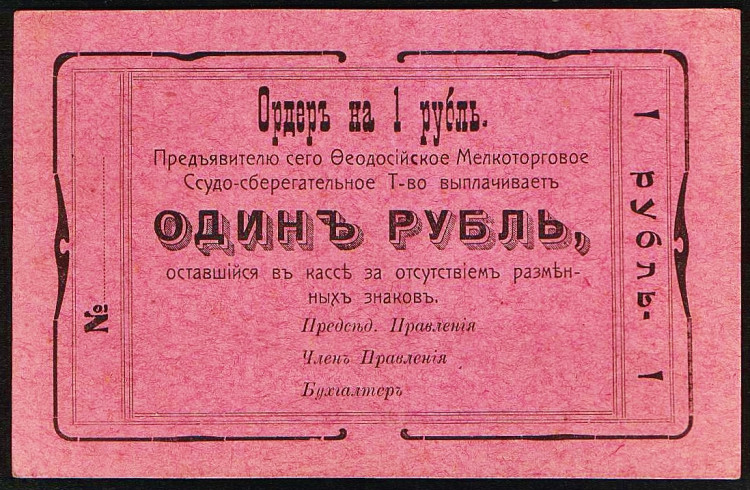 Ордеръ на 1 рубль.
Предъявителю сего Ѳеодосійское Мелкоторговое
Ссудо-сберегательное Т-во выплачиваетъ
ОДИНЪ РУБЛЬ,
оставшійся въ кассѣ за отсутствіемъ размѣн-
ныхъ знаковъ.
Предсѣд. Правленія
Членъ Правленія
Бухгалтеръ
№
1 рубль. 1